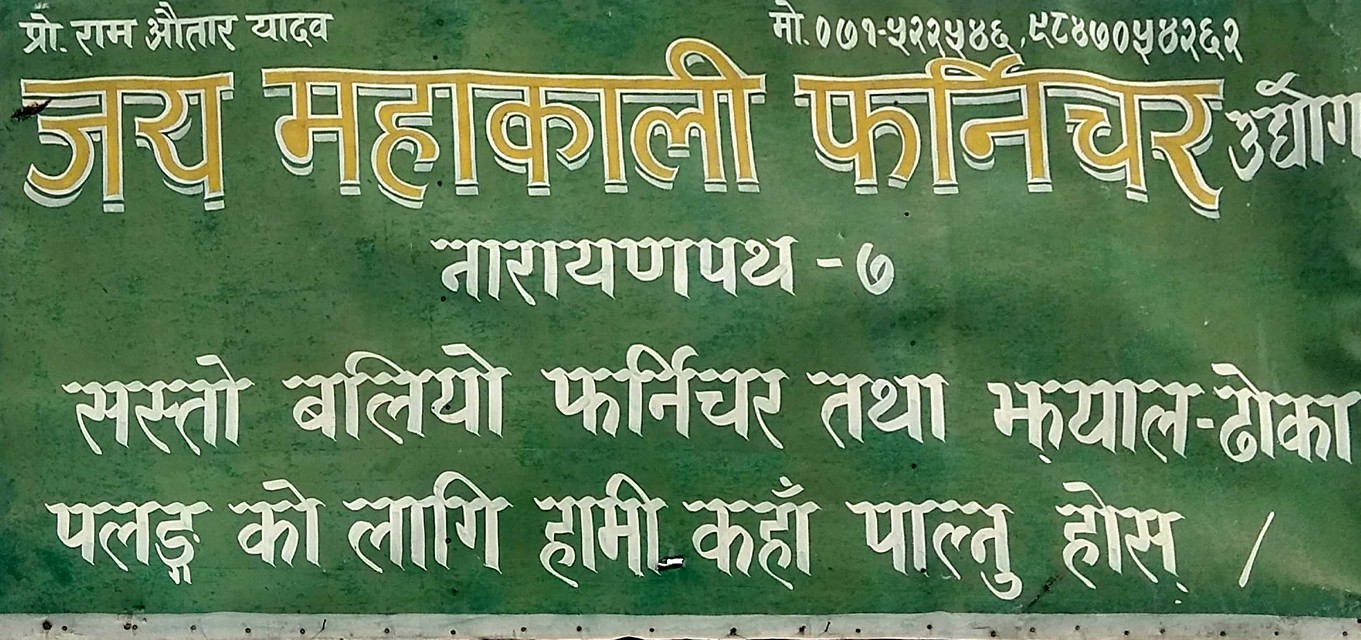 प्रो. राम औतार यादव मो. ०७१-५२२५४६, ९८४७०५४२६२
जय महाकाली फर्निचर उद्योग
नारायणपथ - ७
सस्तो बलियो फर्निचर तथा झ्याल-ढोका
पलङ्ग को लागि हामी कहाँ पाल्नु होस् /